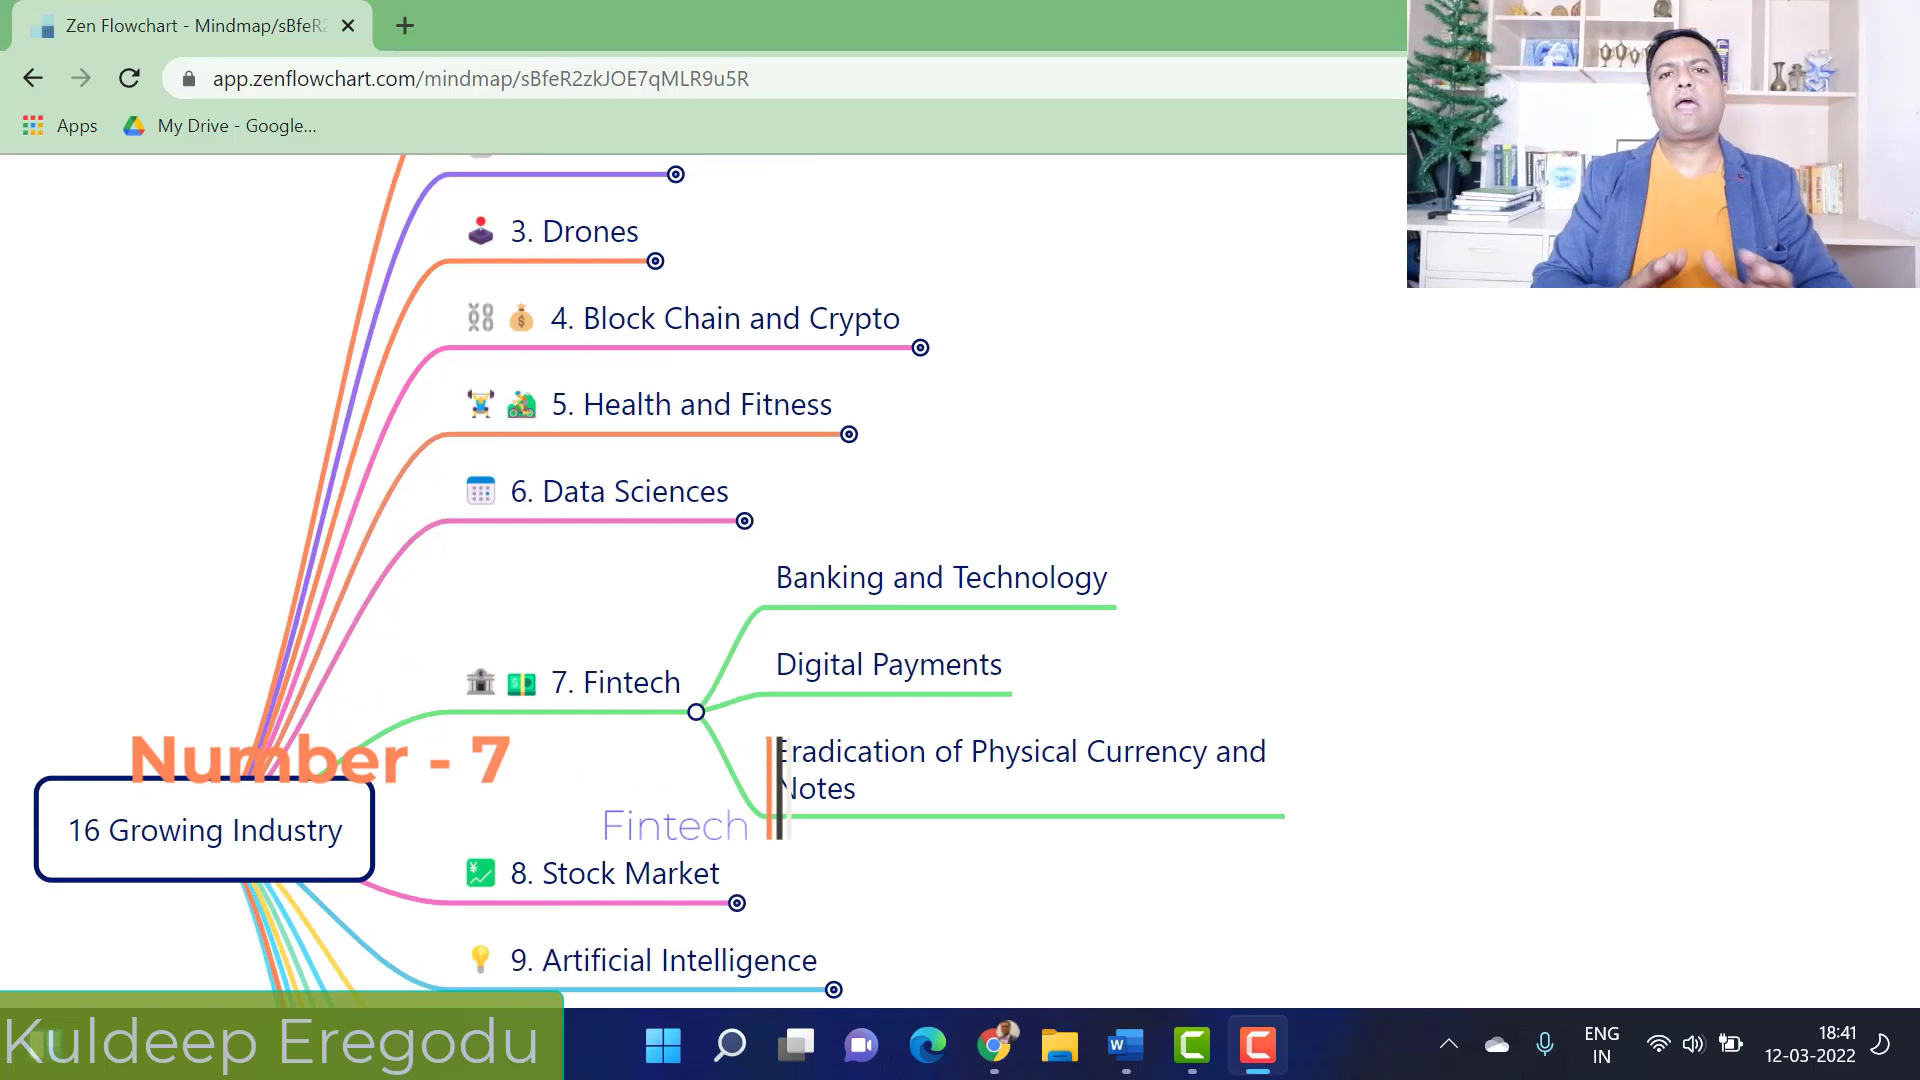 Zen Flowchart - Mindmap/sBfeR2
app.zenflowchart.com/mindmap/sBfeR2zkJOE7qMLR9u5R
Apps
My Drive - Google...
3. Drones
4. Block Chain and Crypto
5. Health and Fitness
6. Data Sciences
Banking and Technology
7. Fintech
Digital Payments
Eradication of Physical Currency and
Notes
Number - 7
16 Growing Industry
Fintech
8. Stock Market
9. Artificial Intelligence
Kuldeep Eregodu
ENG
IN
18:41
12-03-2022